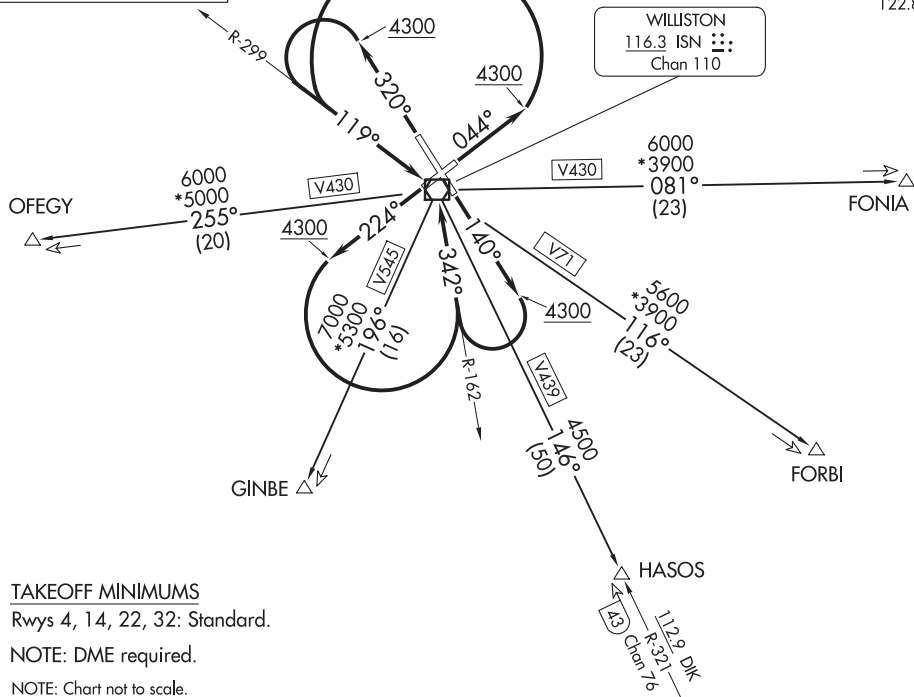 122.8
WILLISTON
116.3 ISN
Chan 110
4300
R-299
320°
4300
119°
044°
6000
*3900
V430
081°
(23)
FONIA
6000
*5000
V430
255°
(20)
OFEGY
224°
4300
V545
342°
140°
V71
4300
5600
*3900
116°
(23)
7000
*5300
196°
(16)
R-162
V439
4500
146°
(50)
GINBE
FORBI
HASOS
112.9 DIK
R-321
43 Chan 76
TAKEOFF MINIMUMS
Rwys 4, 14, 22, 32: Standard.
NOTE: DME required.
NOTE: Chart not to scale.